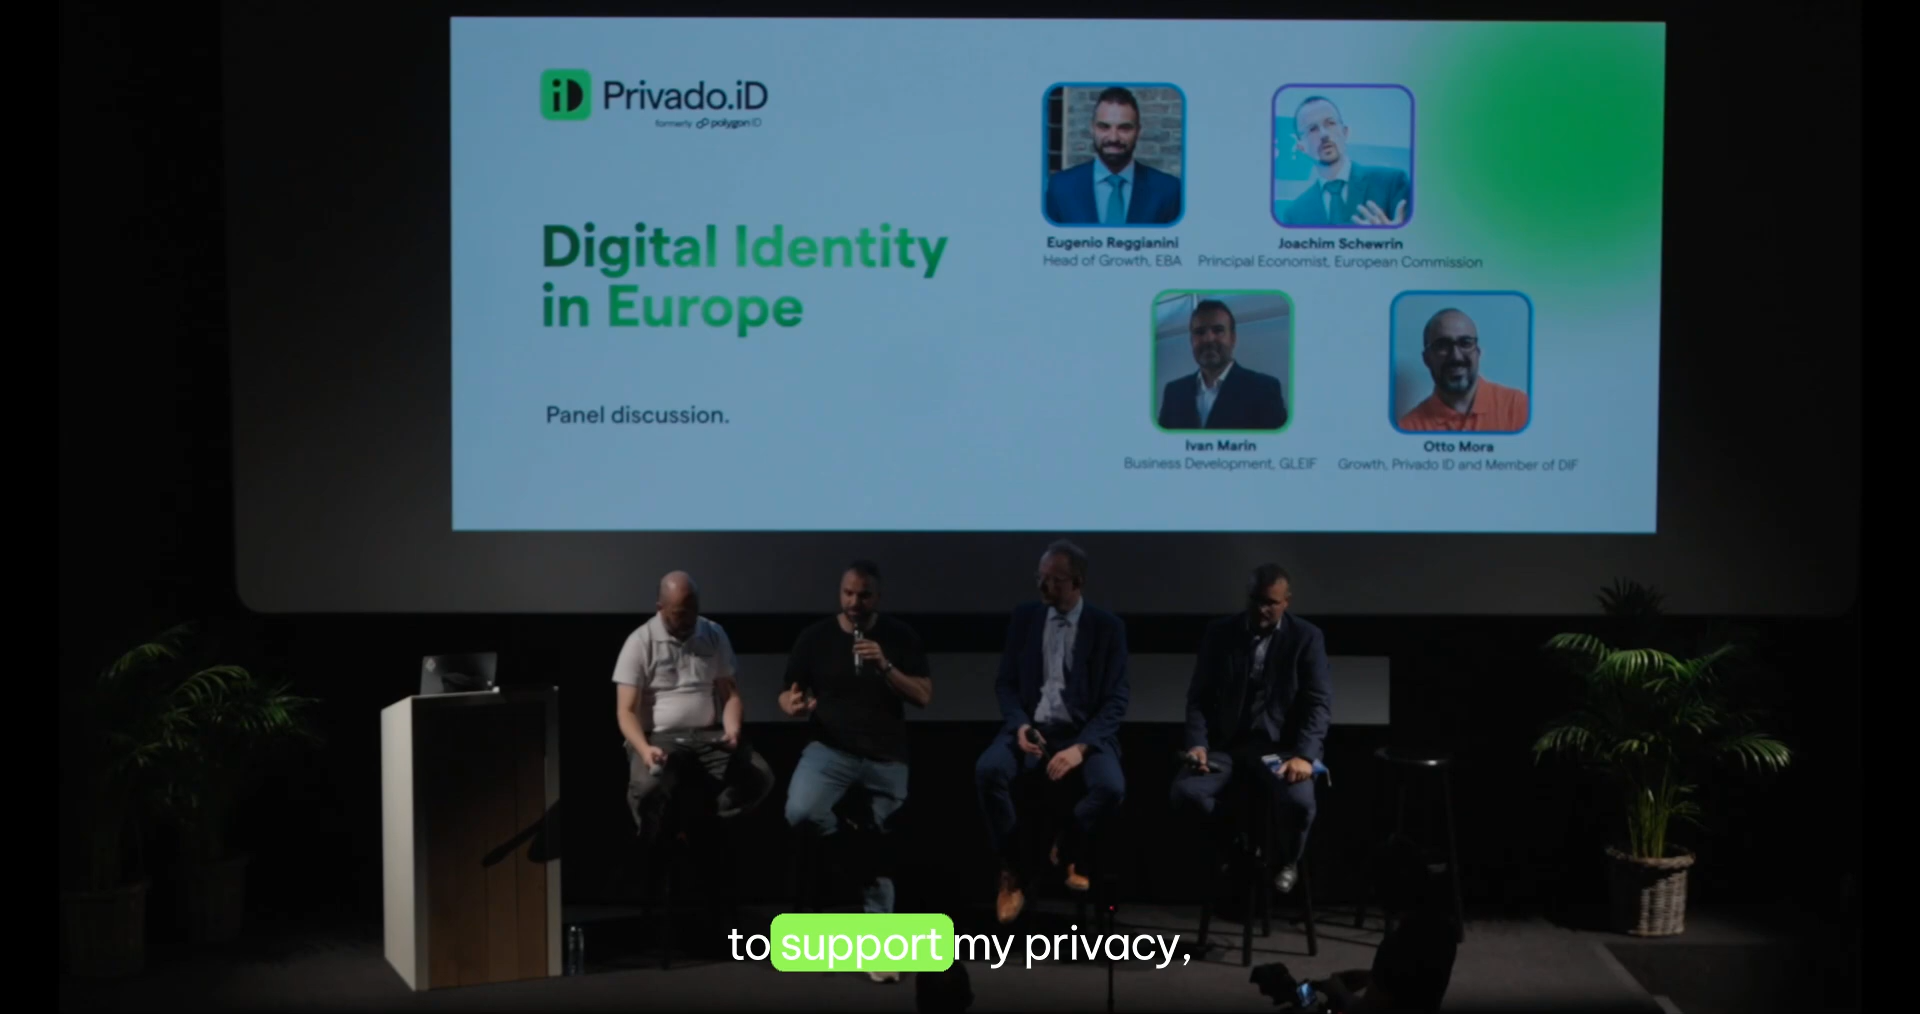 iD Privado.iD
formerly polygon ID
Digital Identity
in Europe
Panel discussion.
Eugenio Reggianini
Head of Growth, EBA
Joachim Schewrin
Principal Economist, European Commission
Ivan Marin
Business Development, GLEIF
Otto Mora
Growth, Privado ID and Member of DIF
to support my privacy,